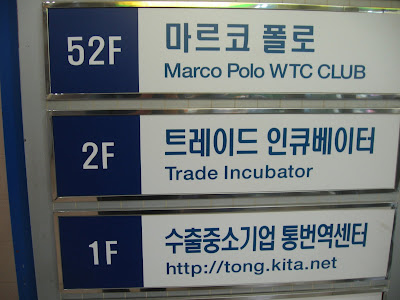 52F
마르코 폴로
Marco Polo WTC CLUB
2F
트레이드 인큐베이터
Trade Incubator
1F
수출중소기업 통번역센터
http://tong.kita.net